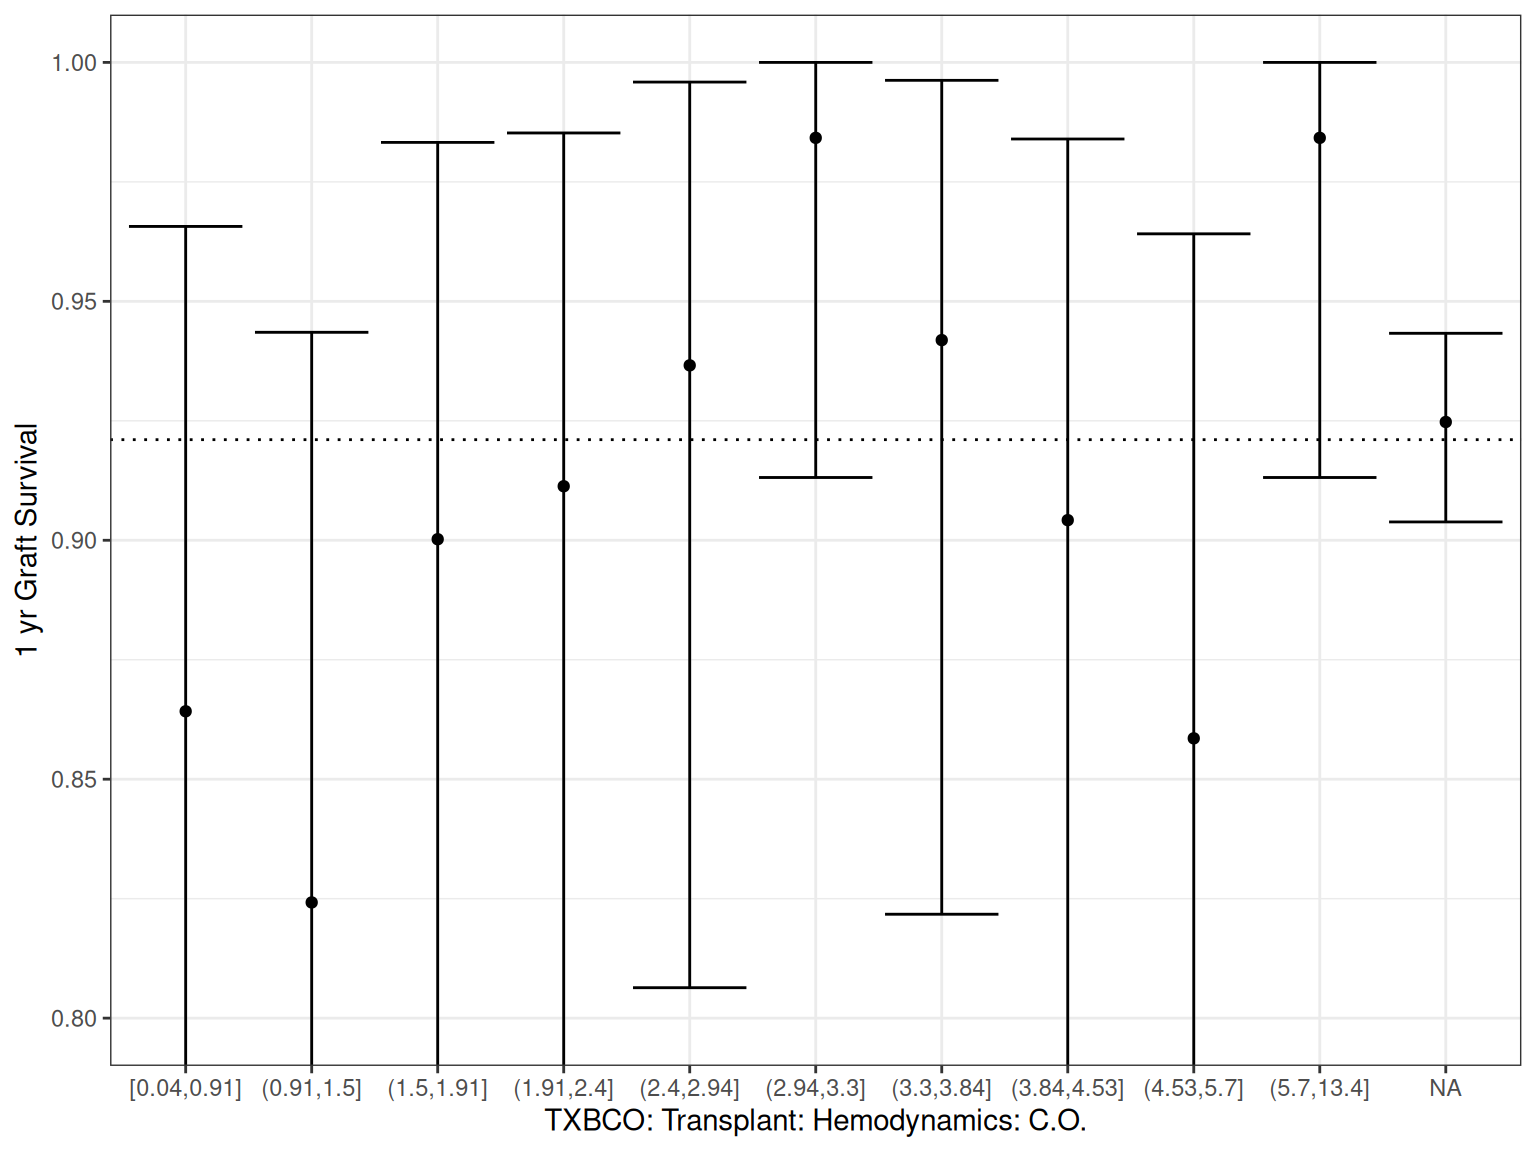 1.00
0.95
0.90
0.85
0.80
1 yr Graft Survival
[0.04,0.91] (0.91,1.5] (1.5,1.91] (1.91,2.4] (2.4,2.94] (2.94,3.3] (3.3,3.84] (3.84,4.53] (4.53,5.7] (5.7,13.4] NA
TXBCO: Transplant: Hemodynamics: C.O.